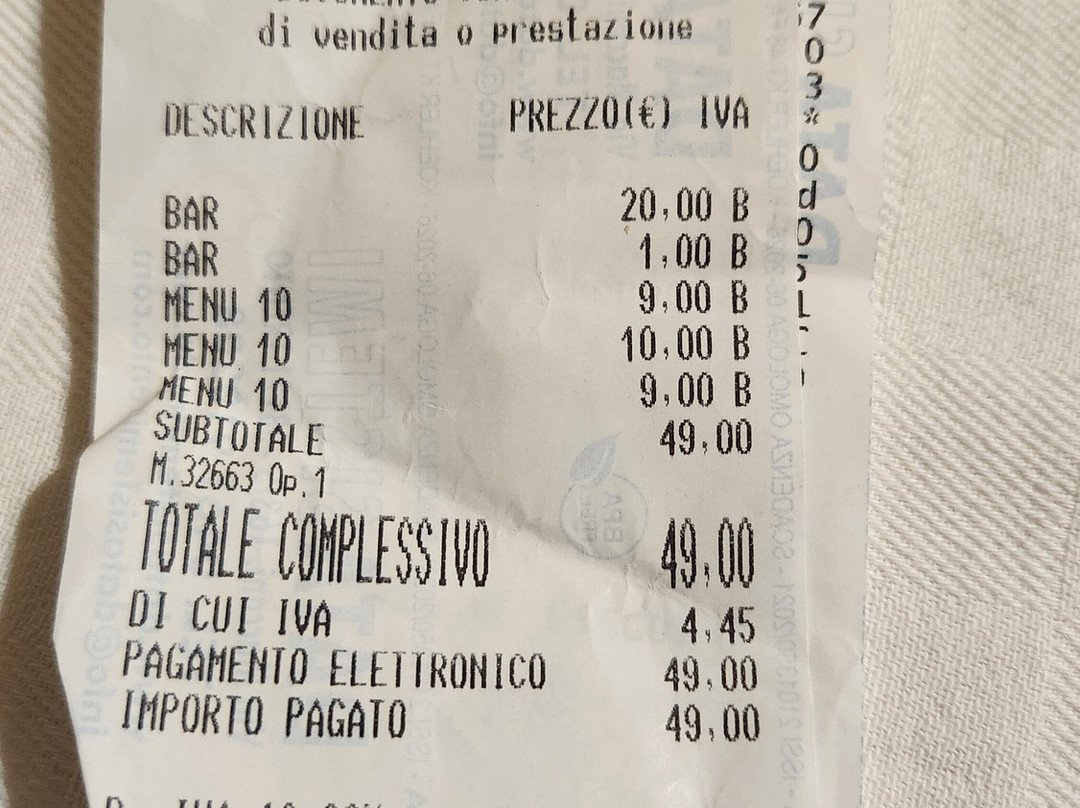 di vendita o prestazione
DESCRIZIONE PREZZO(€) IVA
BAR 20,00 B
BAR 1,00 B
MENU 10 9,00 B
MENU 10 10,00 B
MENU 10 9,00 B
SUBTOTALE 49,00
M.32663 Op.1
TOTALE COMPLESSIVO 49,00
DI CUI IVA 4,45
PAGAMENTO ELETTRONICO 49,00
IMPORTO PAGATO 49,00